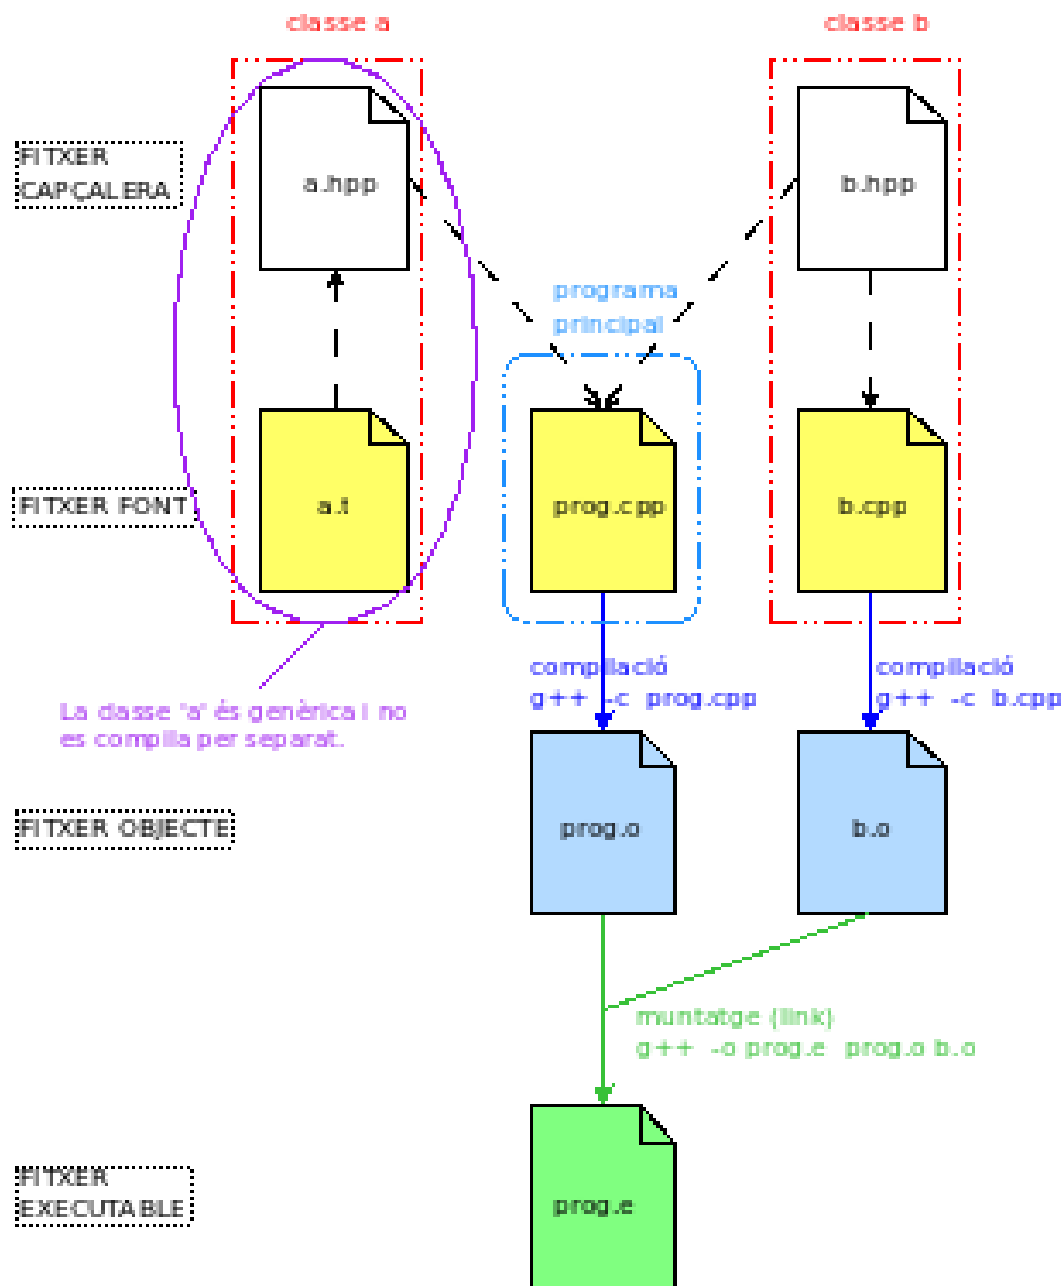 classe a
classe b
FITXER
CAPÇALERA
a.hpp
b.hpp
programa
principal
FITXER FONT
a.t
prog.cpp
b.cpp
compilació
g++ -c prog.cpp
compilació
g++ -c b.cpp
La classe "a" és genèrica i no
es compila per separat.
FITXER OBJECTE
prog.o
b.o
muntatge (link)
g++ -o prog.e prog.o b.o
FITXER
EXECUTABLE
prog.e